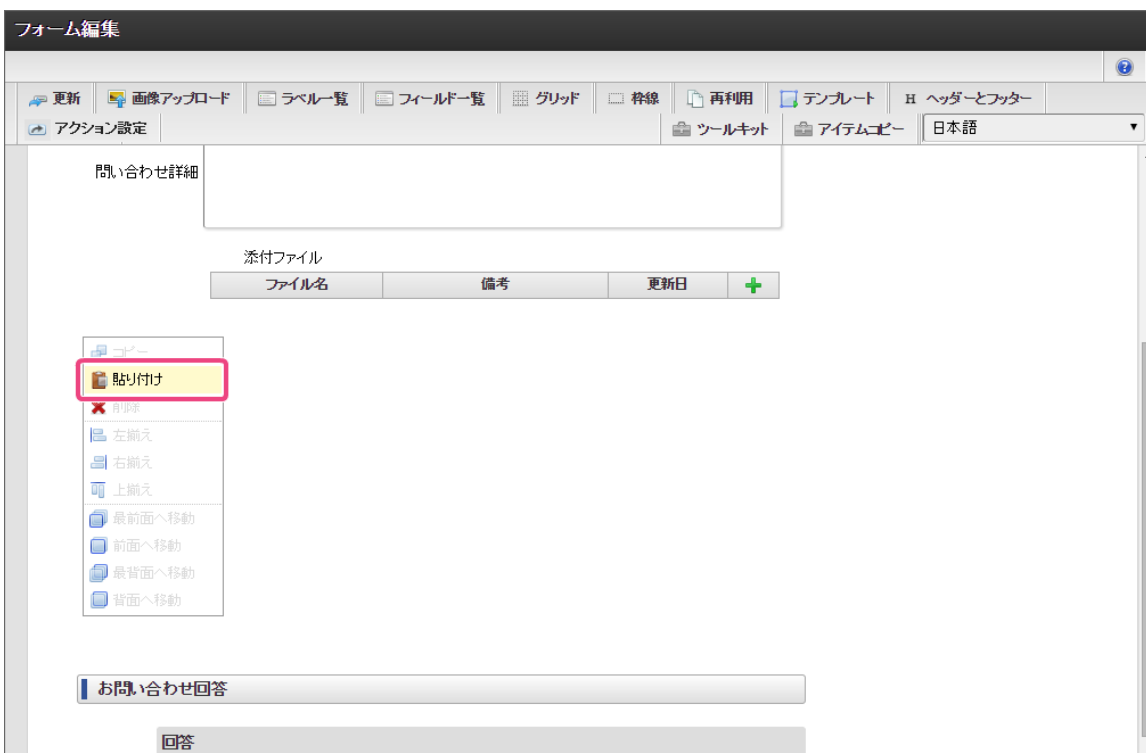 フォーム編集
更新 画像アップロード ラベル一覧 フィールド一覧 グリッド 枠線 再利用 テンプレート H ヘッダーとフッター
アクション設定 ツールキット アイテムコピー 日本語
問い合わせ詳細
添付ファイル
ファイル名 備考 更新日
コピー
貼り付け
削除
左揃え
右揃え
上揃え
最前面へ移動
前面へ移動
最背面へ移動
背面へ移動
お問い合わせ回答
回答